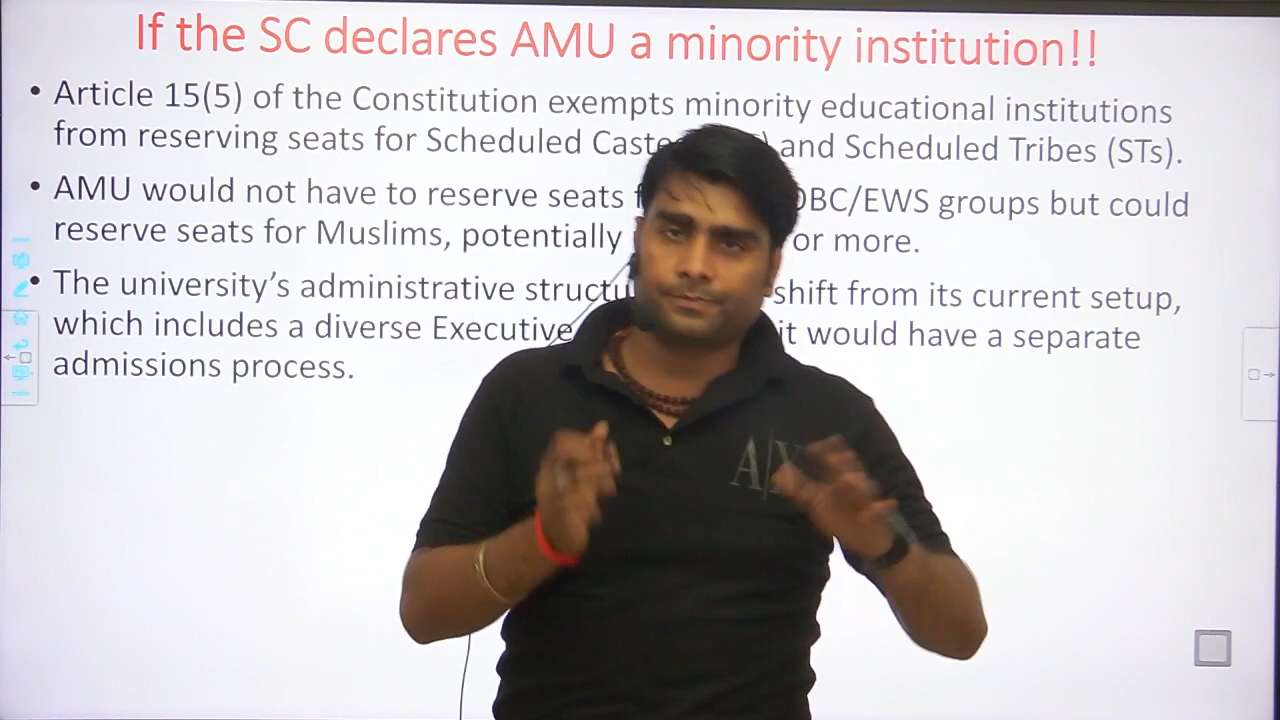 If the SC declares AMU a minority institution!!
• Article 15(5) of the Constitution exempts minority educational institutions
from reserving seats for Scheduled and Scheduled Tribes (STs).
• AMU would not have to reserve seats OBC/EWS groups but could
reserve seats for Muslims, potentially or more.
• The university's administrative shift from its current setup,
which includes a diverse Executive it would have a separate
admissions process.
A|X